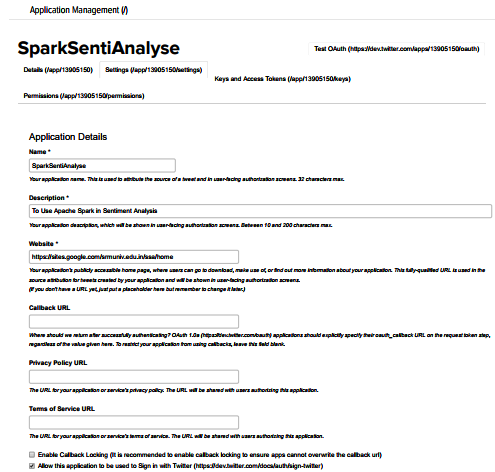 Application Management (/)
SparkSentiAnalyse
Test OAuth (https://dev.twitter.com/apps/13905150/oauth)
Details (/app/13905150)
Settings (/app/13905150/settings)
Keys and Access Tokens (/app/13905150/keys)
Permissions (/app/13905150/permissions)
Application Details
Name *
SparkSentiAnalyse
Your application name. This is used to attribute the source of a tweet and in user-facing authorization screens. 32 characters max.
Description *
To Use Apache Spark in Sentiment Analysis
Your application description, which will be shown in user-facing authorization screens. Between 10 and 200 characters max.
Website *
https://sites.google.com/srmuniv.edu.in/ssa/home
Your application's publicly accessible home page, where users can go to download, make use of, or find out more information about your application. This fully-qualified URL is used in the
source attribution for tweets created by your application and will be shown in user-facing authorization screens.
(If you don't have a URL yet, just put a placeholder here but remember to change it later.)
Callback URL
Where should we return after successfully authenticating? OAuth 1.0a (https://dev.twitter.com/oauth) applications should explicitly specify their oauth_callback URL on the request token step,
regardless of the value given here. To restrict your application from using callbacks, leave this field blank.
Privacy Policy URL
The URL for your application or service's privacy policy. The URL will be shared with users authorizing this application.
Terms of Service URL
The URL for your application or service's terms of service. The URL will be shared with users authorizing this application.
Enable Callback Locking (It is recommended to enable callback locking to ensure apps cannot overwrite the callback url)
Allow this application to be used to Sign in with Twitter (https://dev.twitter.com/docs/auth/sign-twitter)